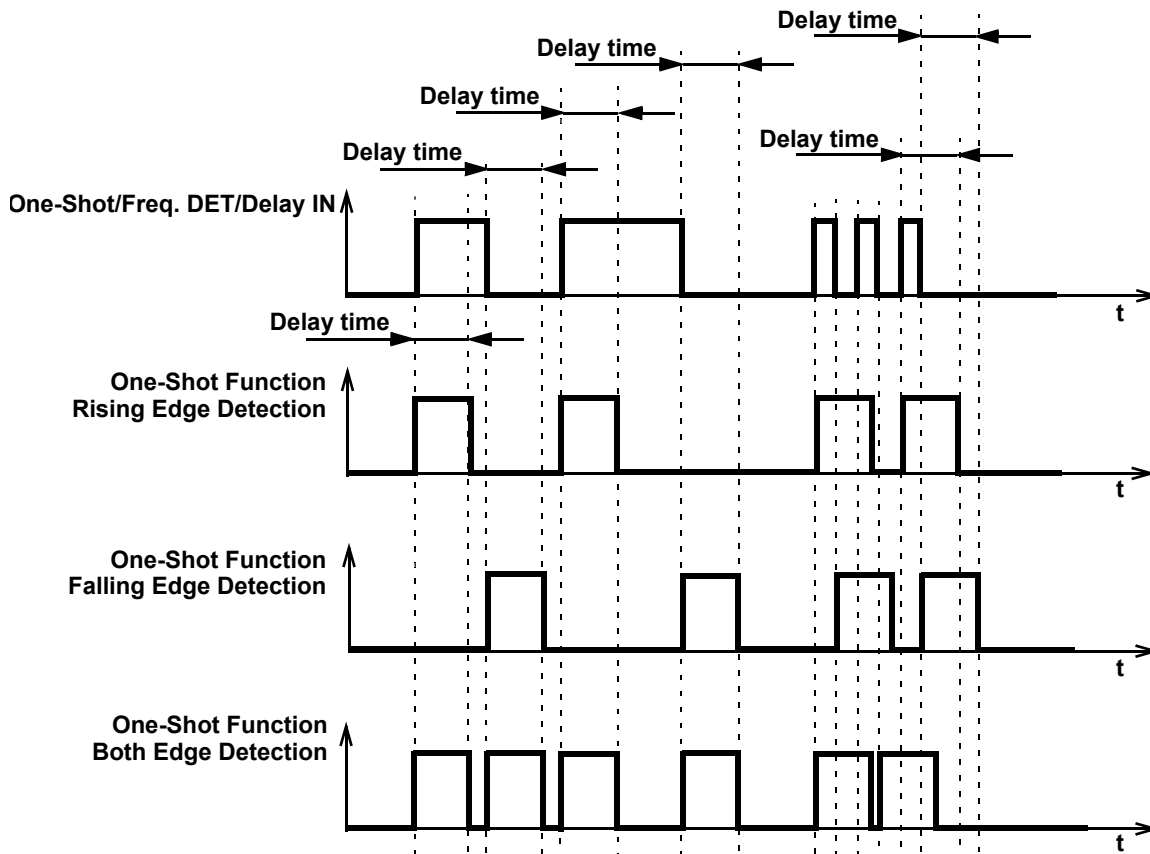 Delay time
Delay time
Delay time
Delay time
Delay time
One-Shot/Freq. DET/Delay IN
t
Delay time
One-Shot Function
Rising Edge Detection
t
One-Shot Function
Falling Edge Detection
t
One-Shot Function
Both Edge Detection
t